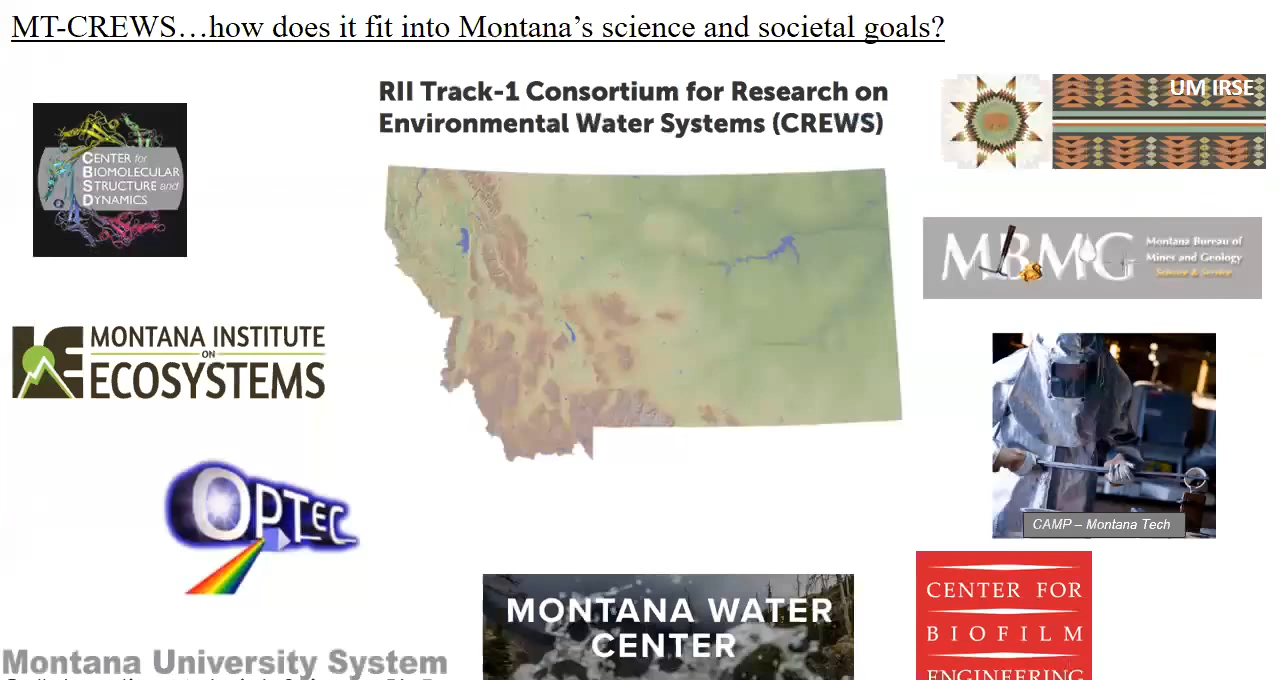 MT-CREWS…how does it fit into Montana's science and societal goals?
RII Track-1 Consortium for Research on
Environmental Water Systems (CREWS)
UM IRSE
CENTER for
BIOMOLECULAR
STRUCTURE and
DYNAMICS
MBMG
Montana Bureau of
Mines and Geology
Science & Service
MONTANA INSTITUTE
ON
ECOSYSTEMS
OPTEC
CAMP – Montana Tech
MONTANA WATER
CENTER
CENTER FOR
BIOFILM
ENGINEERING
Montana University System